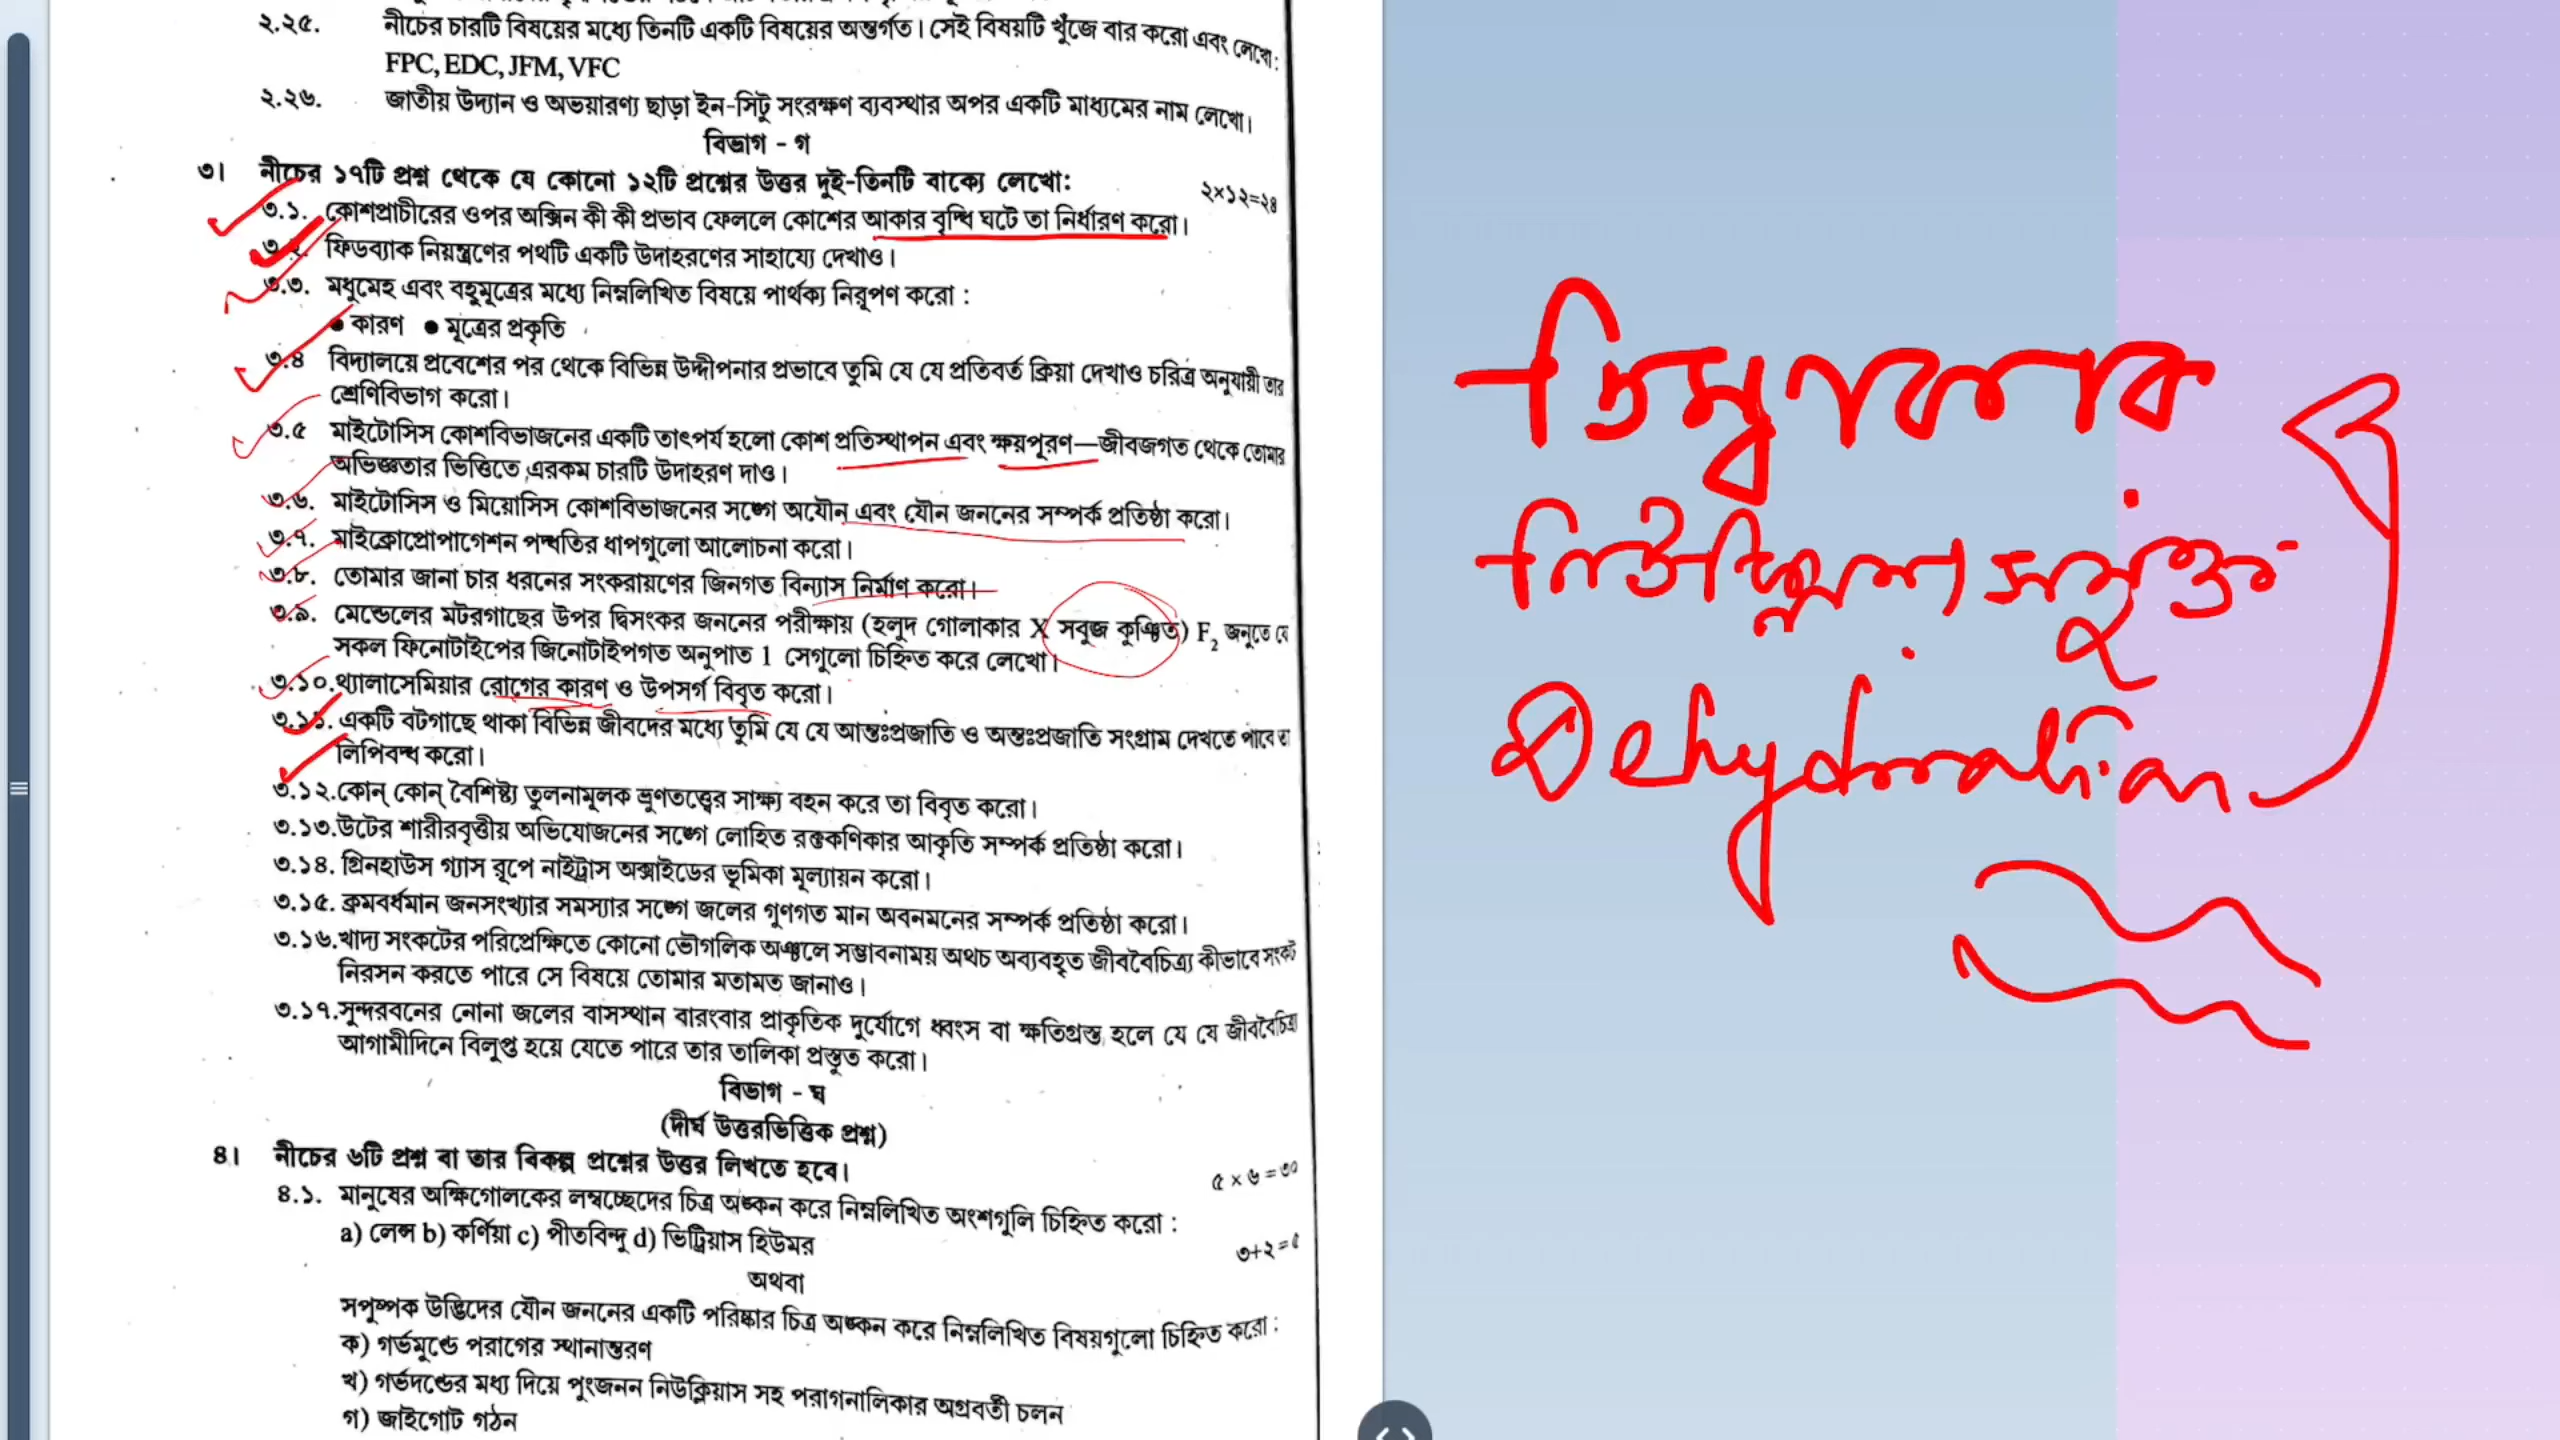 ২.২৫. নীচের চারটি বিষয়ের মধ্যে তিনটি একটি বিষয়ের অন্তর্গত। সেই বিষয়টি খুঁজে বার করো এবং লেখো:
FPC, EDC, JFM, VFC
২.২৬. জাতীয় উদ্যান ও অভয়ারণ্য ছাড়া ইন-সিটু সংরক্ষণ ব্যবস্থার অপর একটি মাধ্যমের নাম লেখো।
বিভাগ - গ
৩। নীচের ১৭টি প্রশ্ন থেকে যে কোনো ১২টি প্রশ্নের উত্তর দুই-তিনটি বাক্যে লেখো: ২×১২=২৪
৩.১. কোশপ্রাচীরের ওপর অক্সিন কী কী প্রভাব ফেললে কোশের আকার বৃদ্ধি ঘটে তা নির্ধারণ করো।
৩.২. ফিডব্যাক নিয়ন্ত্রণের পথটি একটি উদাহরণের সাহায্যে দেখাও।
৩.৩. মধুমেহ এবং বহুমূত্রের মধ্যে নিম্নলিখিত বিষয়ে পার্থক্য নিরূপণ করো :
● কারণ ● মূত্রের প্রকৃতি
৩.৪ বিদ্যালয়ে প্রবেশের পর থেকে বিভিন্ন উদ্দীপনার প্রভাবে তুমি যে যে প্রতিবর্ত ক্রিয়া দেখাও চরিত্র অনুযায়ী তার
শ্রেণিবিভাগ করো।
৩.৫ মাইটোসিস কোশবিভাজনের একটি তাৎপর্য হলো কোশ প্রতিস্থাপন এবং ক্ষয়পূরণ—জীবজগত থেকে তোমার
অভিজ্ঞতার ভিত্তিতে এরকম চারটি উদাহরণ দাও।
৩.৬. মাইটোসিস ও মিয়োসিস কোশবিভাজনের সঙ্গে অযৌন এবং যৌন জননের সম্পর্ক প্রতিষ্ঠা করো।
৩.৭. মাইক্রোপ্রোপাগেশন পদ্ধতির ধাপগুলো আলোচনা করো।
৩.৮. তোমার জানা চার ধরনের সংকরায়ণের জিনগত বিন্যাস নির্মাণ করো।
৩.৯. মেন্ডেলের মটরগাছের উপর দ্বিসংকর জননের পরীক্ষায় (হলুদ গোলাকার X সবুজ কুঞ্চিত) F₂ জনুতে যে
সকল ফিনোটাইপের জিনোটাইপগত অনুপাত 1 সেগুলো চিহ্নিত করে লেখো।
৩.১০.থ্যালাসেমিয়ার রোগের কারণ ও উপসর্গ বিবৃত করো।
৩.১১. একটি বটগাছে থাকা বিভিন্ন জীবদের মধ্যে তুমি যে যে আন্তঃপ্রজাতি ও অন্তঃপ্রজাতি সংগ্রাম দেখতে পাবে তা
লিপিবদ্ধ করো।
৩.১২.কোন্ কোন্ বৈশিষ্ট্য তুলনামূলক ভ্রুণতত্ত্বের সাক্ষ্য বহন করে তা বিবৃত করো।
৩.১৩.উটের শারীরবৃত্তীয় অভিযোজনের সঙ্গে লোহিত রক্তকণিকার আকৃতি সম্পর্ক প্রতিষ্ঠা করো।
৩.১৪. গ্রিনহাউস গ্যাস রূপে নাইট্রাস অক্সাইডের ভূমিকা মূল্যায়ন করো।
৩.১৫. ক্রমবর্ধমান জনসংখ্যার সমস্যার সঙ্গে জলের গুণগত মান অবনমনের সম্পর্ক প্রতিষ্ঠা করো।
৩.১৬.খাদ্য সংকটের পরিপ্রেক্ষিতে কোনো ভৌগলিক অঞ্চলে সম্ভাবনাময় অথচ অব্যবহৃত জীববৈচিত্র্য কীভাবে সংকট
নিরসন করতে পারে সে বিষয়ে তোমার মতামত জানাও।
৩.১৭.সুন্দরবনের নোনা জলের বাসস্থান বারংবার প্রাকৃতিক দুর্যোগে ধ্বংস বা ক্ষতিগ্রস্ত হলে যে যে জীববৈচিত্র্য
আগামীদিনে বিলুপ্ত হয়ে যেতে পারে তার তালিকা প্রস্তুত করো।
বিভাগ - ঘ
(দীর্ঘ উত্তরভিত্তিক প্রশ্ন)
৪। নীচের ৬টি প্রশ্ন বা তার বিকল্প প্রশ্নের উত্তর লিখতে হবে। ৫ × ৬ = ৩০
৪.১. মানুষের অক্ষিগোলকের লম্বচ্ছেদের চিত্র অঙ্কন করে নিম্নলিখিত অংশগুলি চিহ্নিত করো :
a) লেন্স b) কর্ণিয়া c) পীতবিন্দু d) ভিট্রিয়াস হিউমর ৩+২=৫
অথবা
সপুষ্পক উদ্ভিদের যৌন জননের একটি পরিষ্কার চিত্র অঙ্কন করে নিম্নলিখিত বিষয়গুলো চিহ্নিত করো :
ক) গর্ভমুণ্ডে পরাগের স্থানান্তরণ
খ) গর্ভদণ্ডের মধ্য দিয়ে পুংজনন নিউক্লিয়াস সহ পরাগনালিকার অগ্রবর্তী চলন
গ) জাইগোট গঠন
ডিম্বাকার
নিউক্লিয়াস
Dehydration